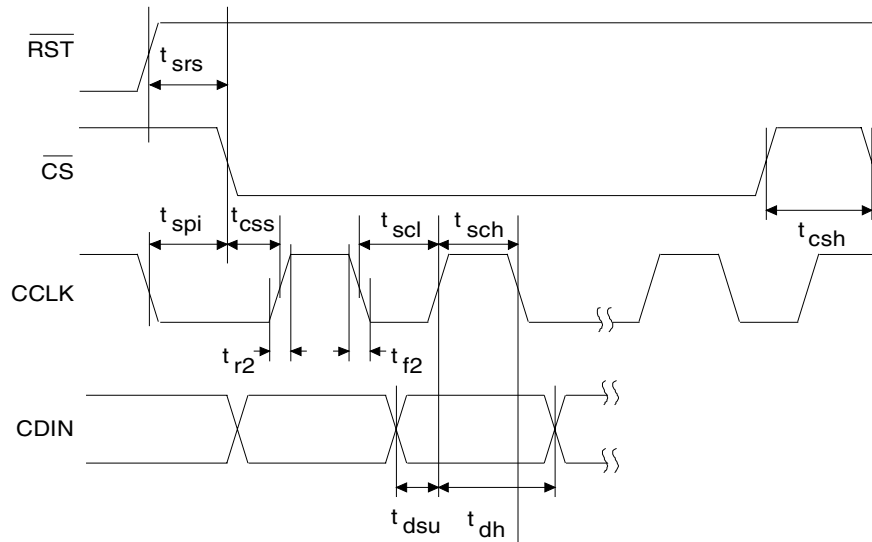 RST
t srs
CS
t spi
t css
t scl
t sch
t csh
CCLK
t r2
t f2
CDIN
t dsu
t dh